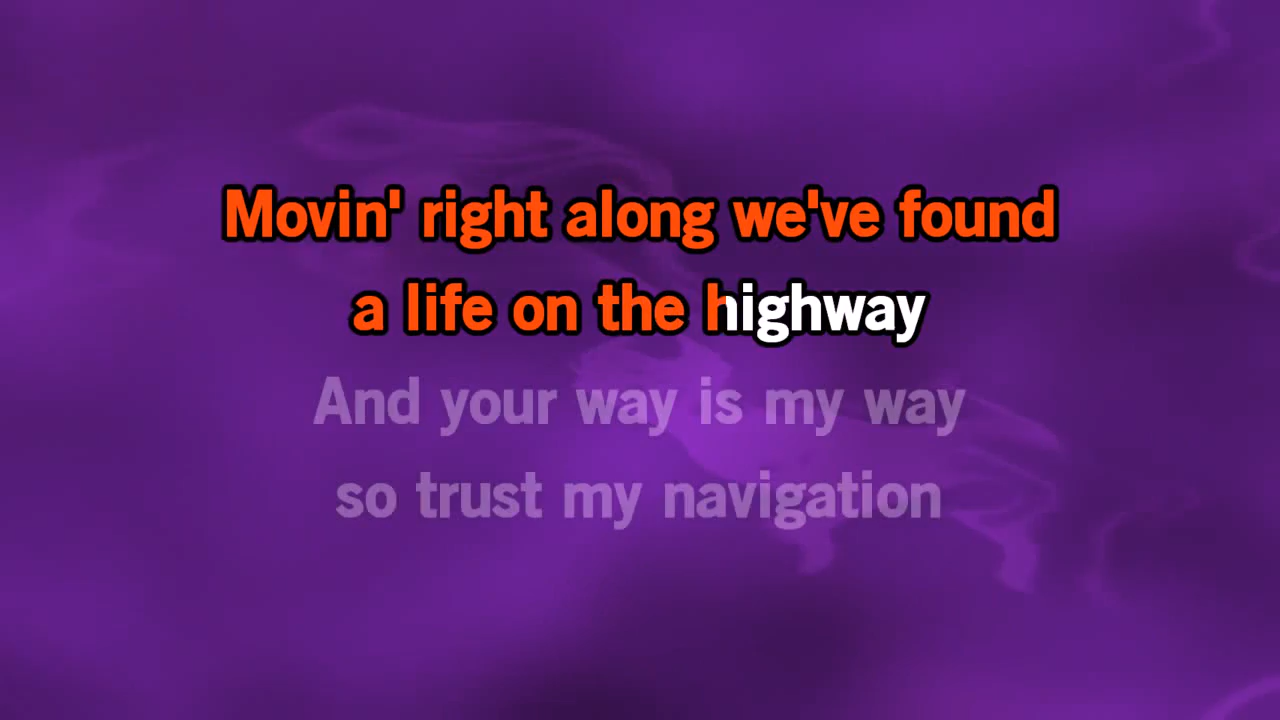 Movin' right along we've found
a life on the highway
And your way is my way
so trust my navigation